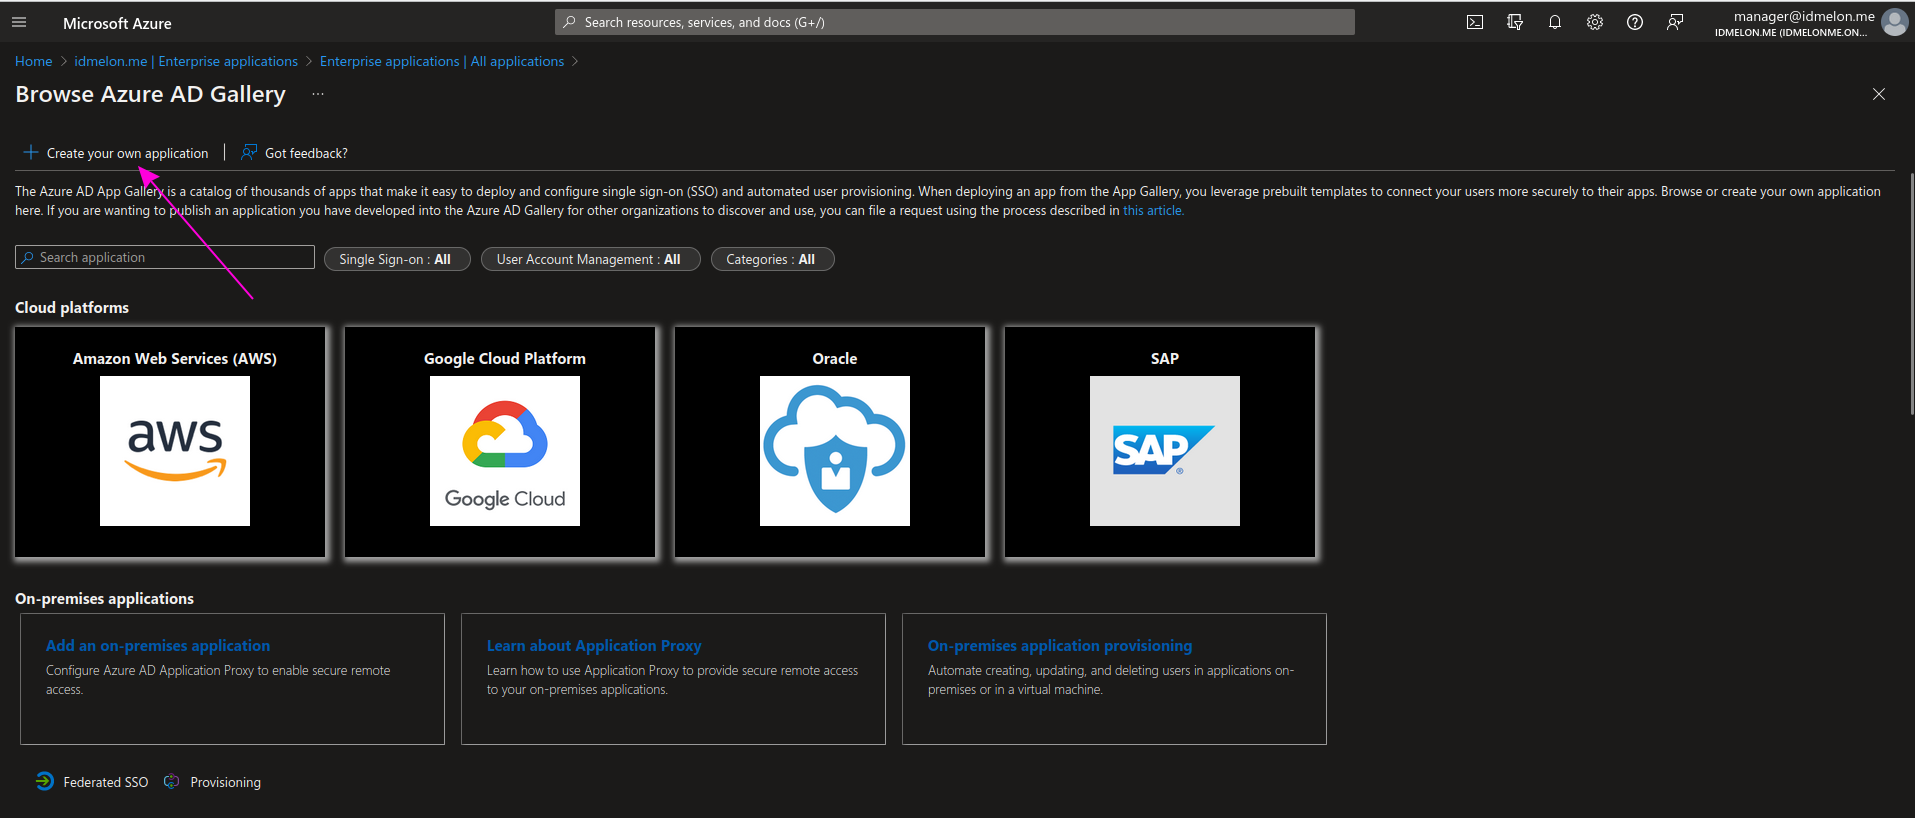 Microsoft Azure
Search resources, services, and docs (G+/)
manager@idmelon.me
IDMELON.ME (IDMELONME.ON...
Home > idmelon.me | Enterprise applications > Enterprise applications | All applications >
Browse Azure AD Gallery ...
Create your own application | Got feedback?
The Azure AD App Gallery is a catalog of thousands of apps that make it easy to deploy and configure single sign-on (SSO) and automated user provisioning. When deploying an app from the App Gallery, you leverage prebuilt templates to connect your users more securely to their apps. Browse or create your own application
here. If you are wanting to publish an application you have developed into the Azure AD Gallery for other organizations to discover and use, you can file a request using the process described in this article.
Search application
Single Sign-on : All
User Account Management : All
Categories : All
Cloud platforms
Amazon Web Services (AWS)
aws
Google Cloud Platform
Google Cloud
Oracle
SAP
SAP®
On-premises applications
Add an on-premises application
Configure Azure AD Application Proxy to enable secure remote
access.
Learn about Application Proxy
Learn how to use Application Proxy to provide secure remote access
to your on-premises applications.
On-premises application provisioning
Automate creating, updating, and deleting users in applications on-
premises or in a virtual machine.
Federated SSO
Provisioning